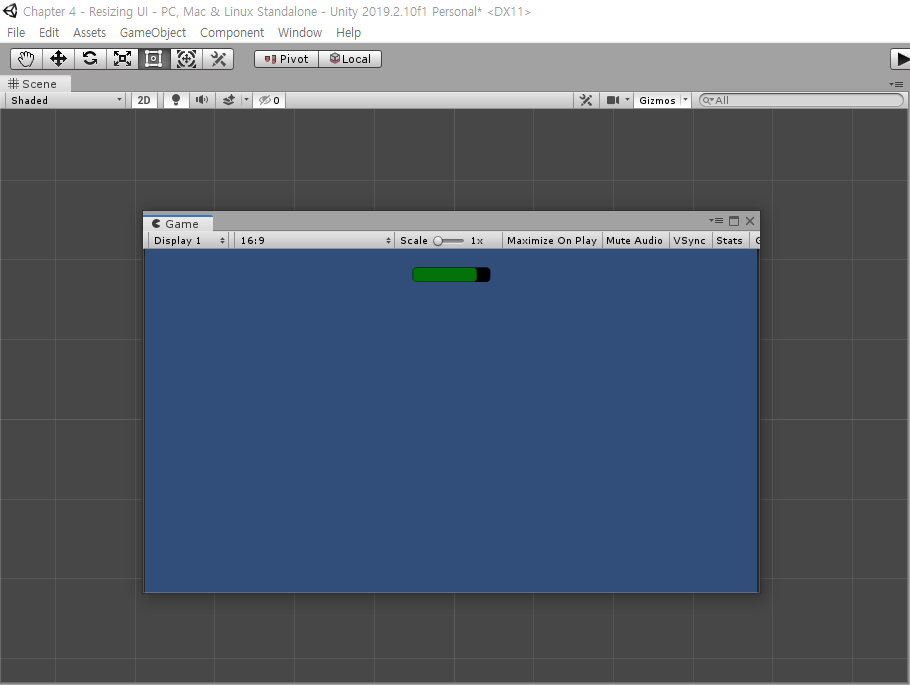 Chapter 4 - Resizing UI - PC, Mac & Linux Standalone - Unity 2019.2.10f1 Personal* <DX11>
File Edit Assets GameObject Component Window Help
Pivot Local
Scene
Shaded 2D 0 Gizmos All
Game
Display 1 16:9 Scale 1x Maximize On Play Mute Audio VSync Stats